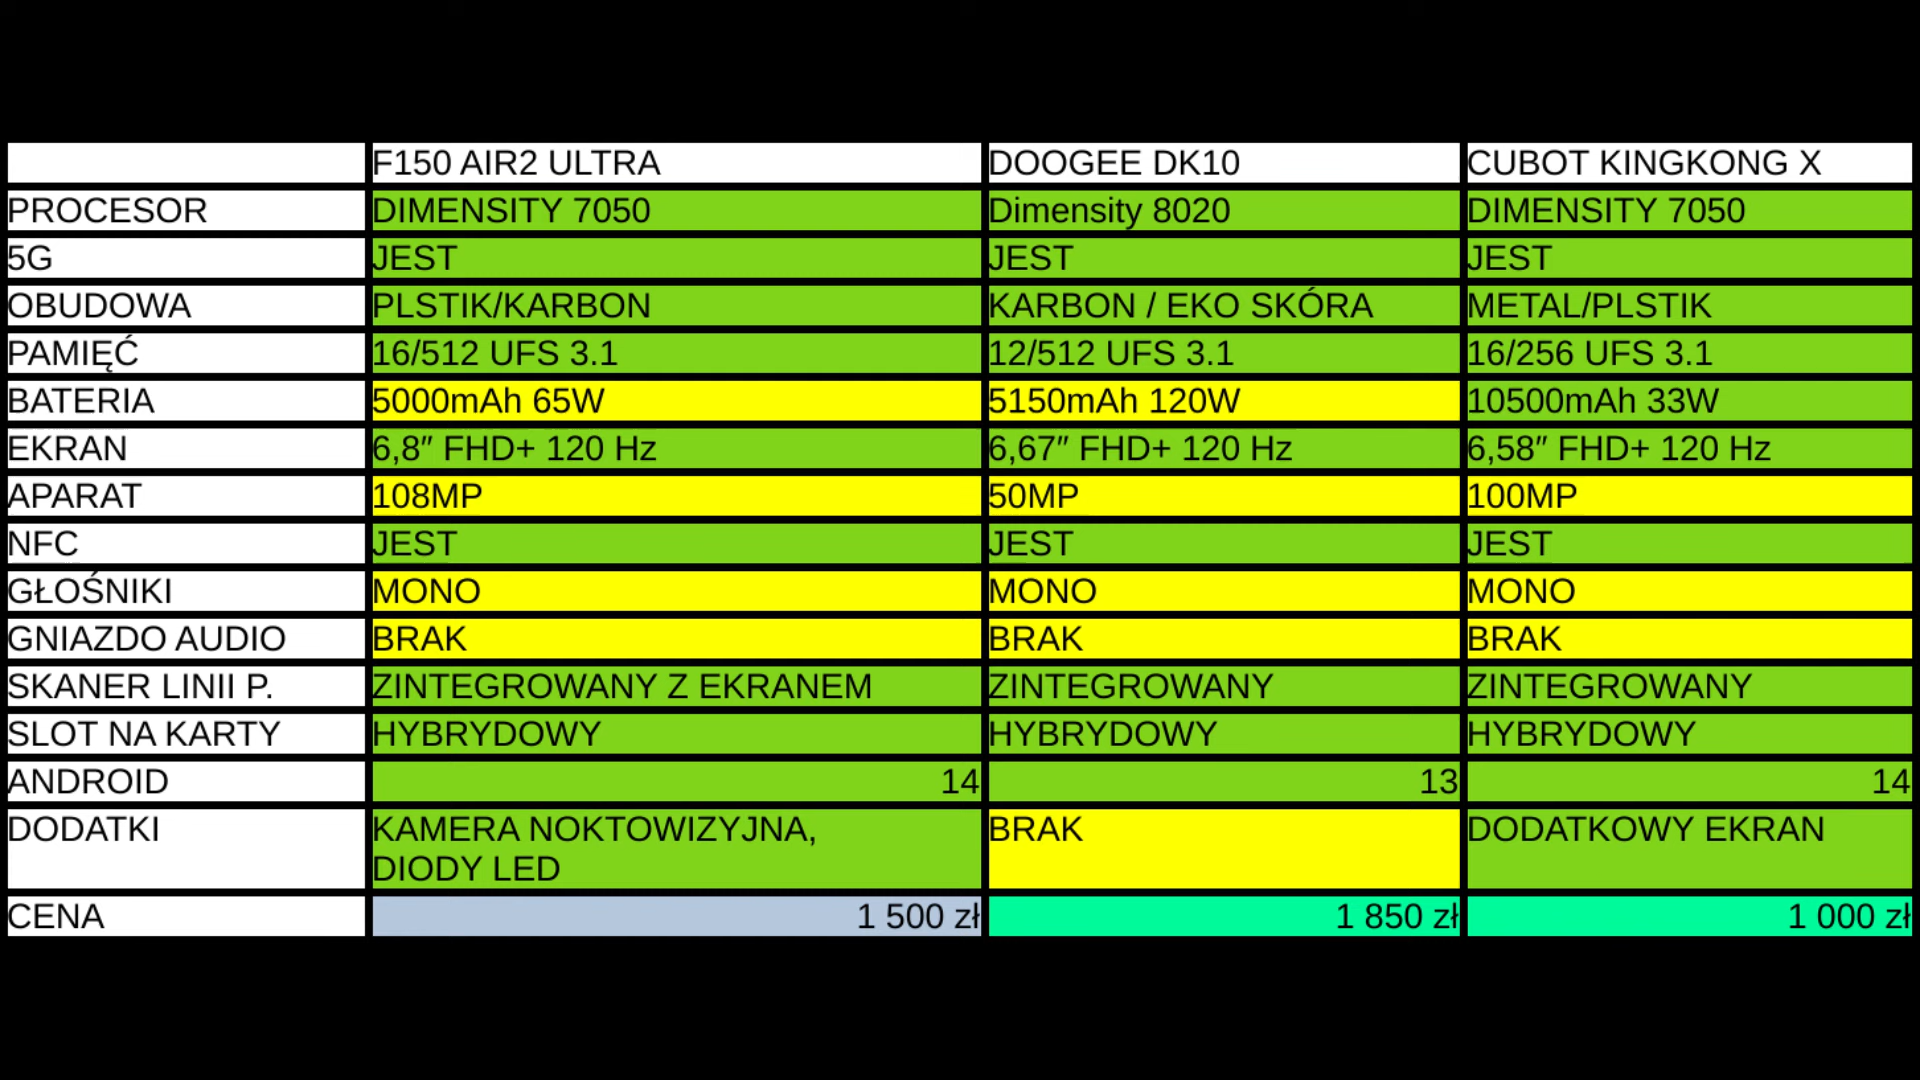 F150 AIR2 ULTRA DOOGEE DK10 CUBOT KINGKONG X
PROCESOR DIMENSITY 7050 Dimensity 8020 DIMENSITY 7050
5G JEST JEST JEST
OBUDOWA PLSTIK/KARBON KARBON / EKO SKÓRA METAL/PLSTIK
PAMIĘĆ 16/512 UFS 3.1 12/512 UFS 3.1 16/256 UFS 3.1
BATERIA 5000mAh 65W 5150mAh 120W 10500mAh 33W
EKRAN 6,8″ FHD+ 120 Hz 6,67″ FHD+ 120 Hz 6,58″ FHD+ 120 Hz
APARAT 108MP 50MP 100MP
NFC JEST JEST JEST
GŁOŚNIKI MONO MONO MONO
GNIAZDO AUDIO BRAK BRAK BRAK
SKANER LINII P. ZINTEGROWANY Z EKRANEM ZINTEGROWANY ZINTEGROWANY
SLOT NA KARTY HYBRYDOWY HYBRYDOWY HYBRYDOWY
ANDROID 14 13 14
DODATKI KAMERA NOKTOWIZYJNA, BRAK DODATKOWY EKRAN
DIODY LED
CENA 1 500 zł 1 850 zł 1 000 zł